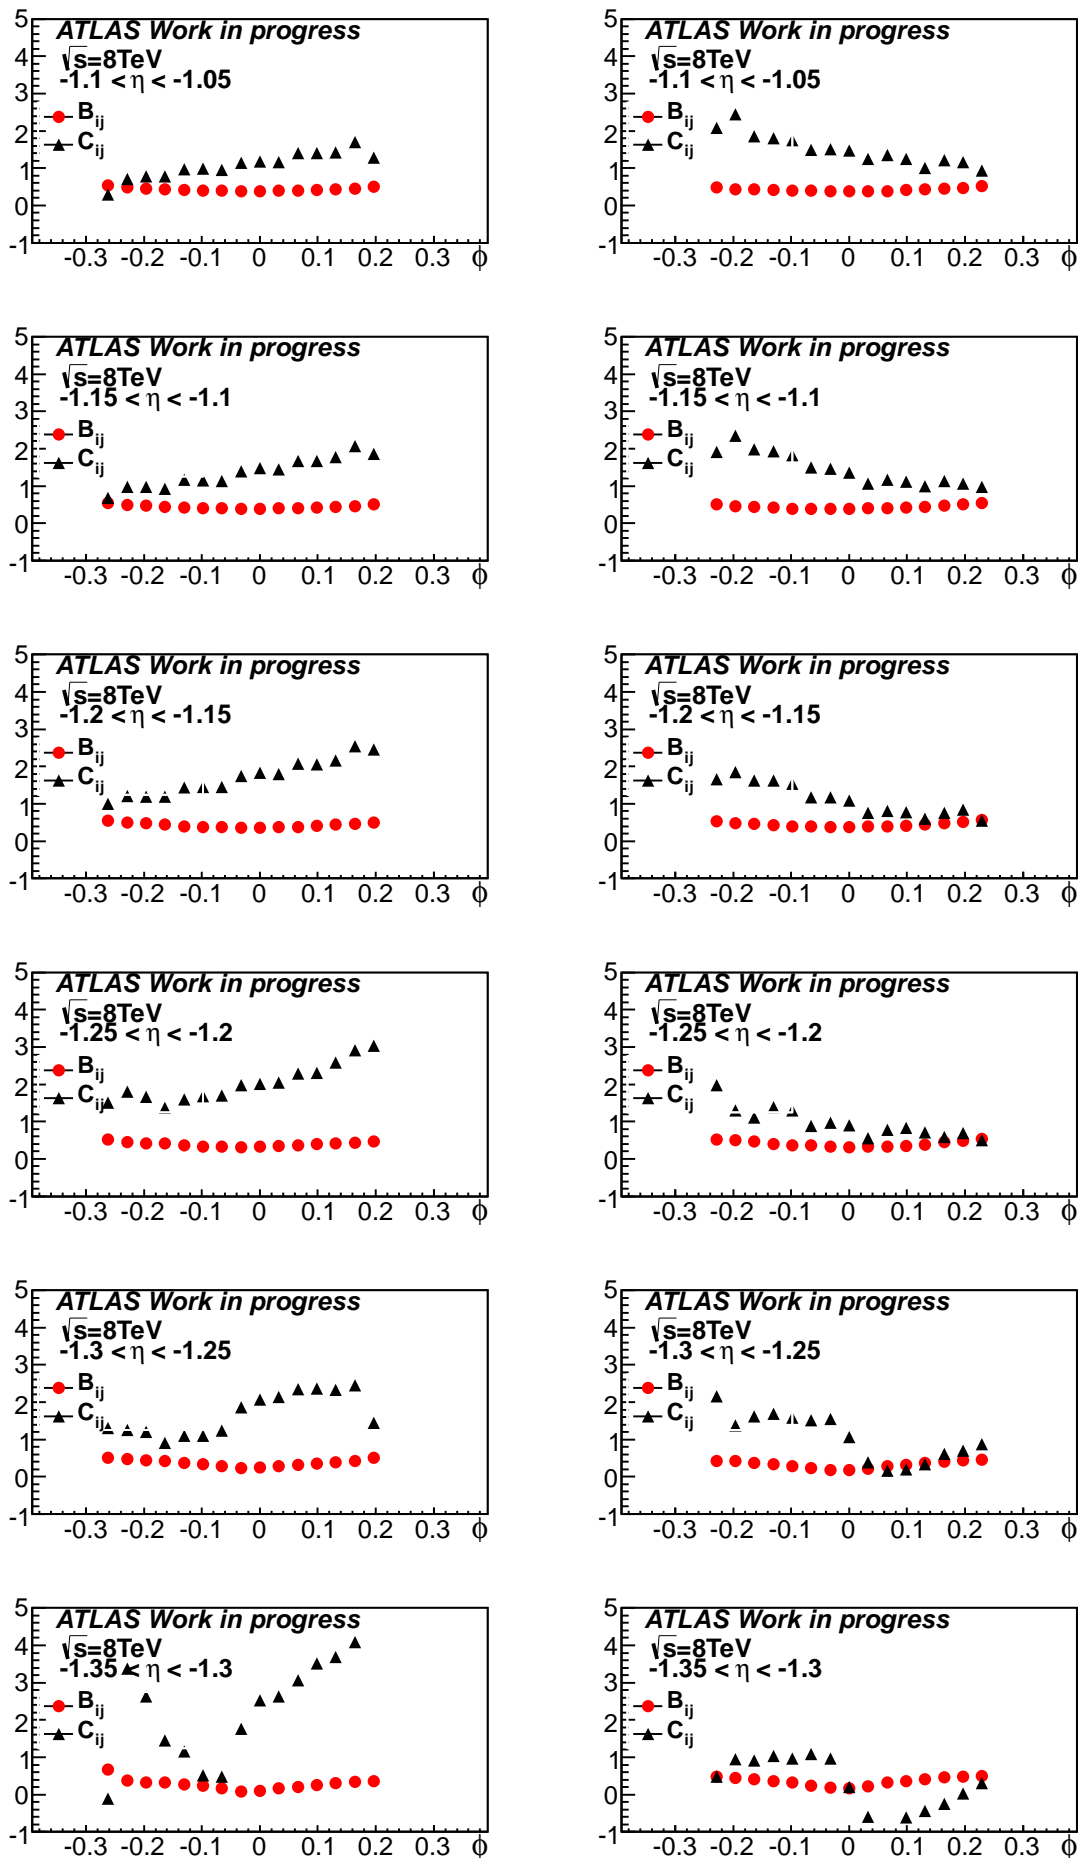 5
ATLAS Work in progress
4
√s=8TeV
-1.1 < η < -1.05
3
B_ij
2
C_ij
1
0
-1
-0.3 -0.2 -0.1 0 0.1 0.2 0.3 ϕ
5
ATLAS Work in progress
4
√s=8TeV
-1.1 < η < -1.05
3
B_ij
2
C_ij
1
0
-1
-0.3 -0.2 -0.1 0 0.1 0.2 0.3 ϕ
5
ATLAS Work in progress
4
√s=8TeV
-1.15 < η < -1.1
3
B_ij
2
C_ij
1
0
-1
-0.3 -0.2 -0.1 0 0.1 0.2 0.3 ϕ
5
ATLAS Work in progress
4
√s=8TeV
-1.15 < η < -1.1
3
B_ij
2
C_ij
1
0
-1
-0.3 -0.2 -0.1 0 0.1 0.2 0.3 ϕ
5
ATLAS Work in progress
4
√s=8TeV
-1.2 < η < -1.15
3
B_ij
2
C_ij
1
0
-1
-0.3 -0.2 -0.1 0 0.1 0.2 0.3 ϕ
5
ATLAS Work in progress
4
√s=8TeV
-1.2 < η < -1.15
3
B_ij
2
C_ij
1
0
-1
-0.3 -0.2 -0.1 0 0.1 0.2 0.3 ϕ
5
ATLAS Work in progress
4
√s=8TeV
-1.25 < η < -1.2
3
B_ij
2
C_ij
1
0
-1
-0.3 -0.2 -0.1 0 0.1 0.2 0.3 ϕ
5
ATLAS Work in progress
4
√s=8TeV
-1.25 < η < -1.2
3
B_ij
2
C_ij
1
0
-1
-0.3 -0.2 -0.1 0 0.1 0.2 0.3 ϕ
5
ATLAS Work in progress
4
√s=8TeV
-1.3 < η < -1.25
3
B_ij
2
C_ij
1
0
-1
-0.3 -0.2 -0.1 0 0.1 0.2 0.3 ϕ
5
ATLAS Work in progress
4
√s=8TeV
-1.3 < η < -1.25
3
B_ij
2
C_ij
1
0
-1
-0.3 -0.2 -0.1 0 0.1 0.2 0.3 ϕ
5
ATLAS Work in progress
4
√s=8TeV
-1.35 < η < -1.3
3
B_ij
2
C_ij
1
0
-1
-0.3 -0.2 -0.1 0 0.1 0.2 0.3 ϕ
5
ATLAS Work in progress
4
√s=8TeV
-1.35 < η < -1.3
3
B_ij
2
C_ij
1
0
-1
-0.3 -0.2 -0.1 0 0.1 0.2 0.3 ϕ